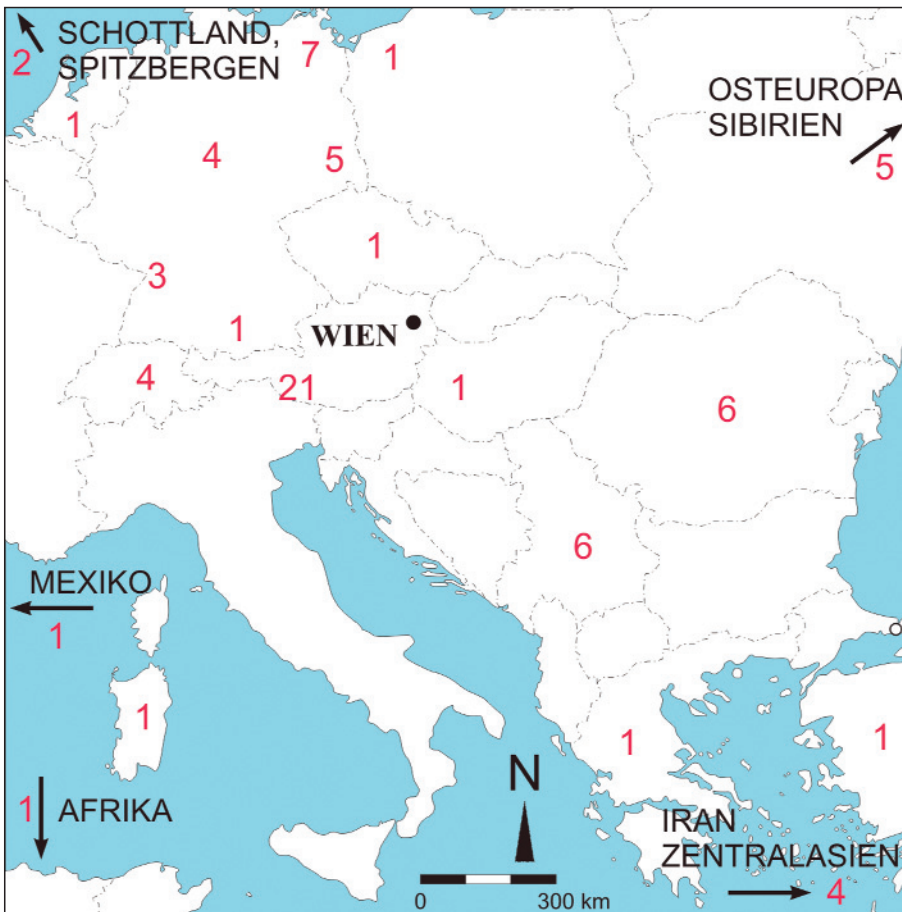 SCHOTTLAND,
SPITZBERGEN
2
7
1
OSTEUROPA
SIBIRIEN
5
1
4
5
1
3
1
WIEN
4
21
1
6
6
MEXIKO
1
1
1
1
1
AFRIKA
N
IRAN
ZENTRALASIEN
4
0 300 km